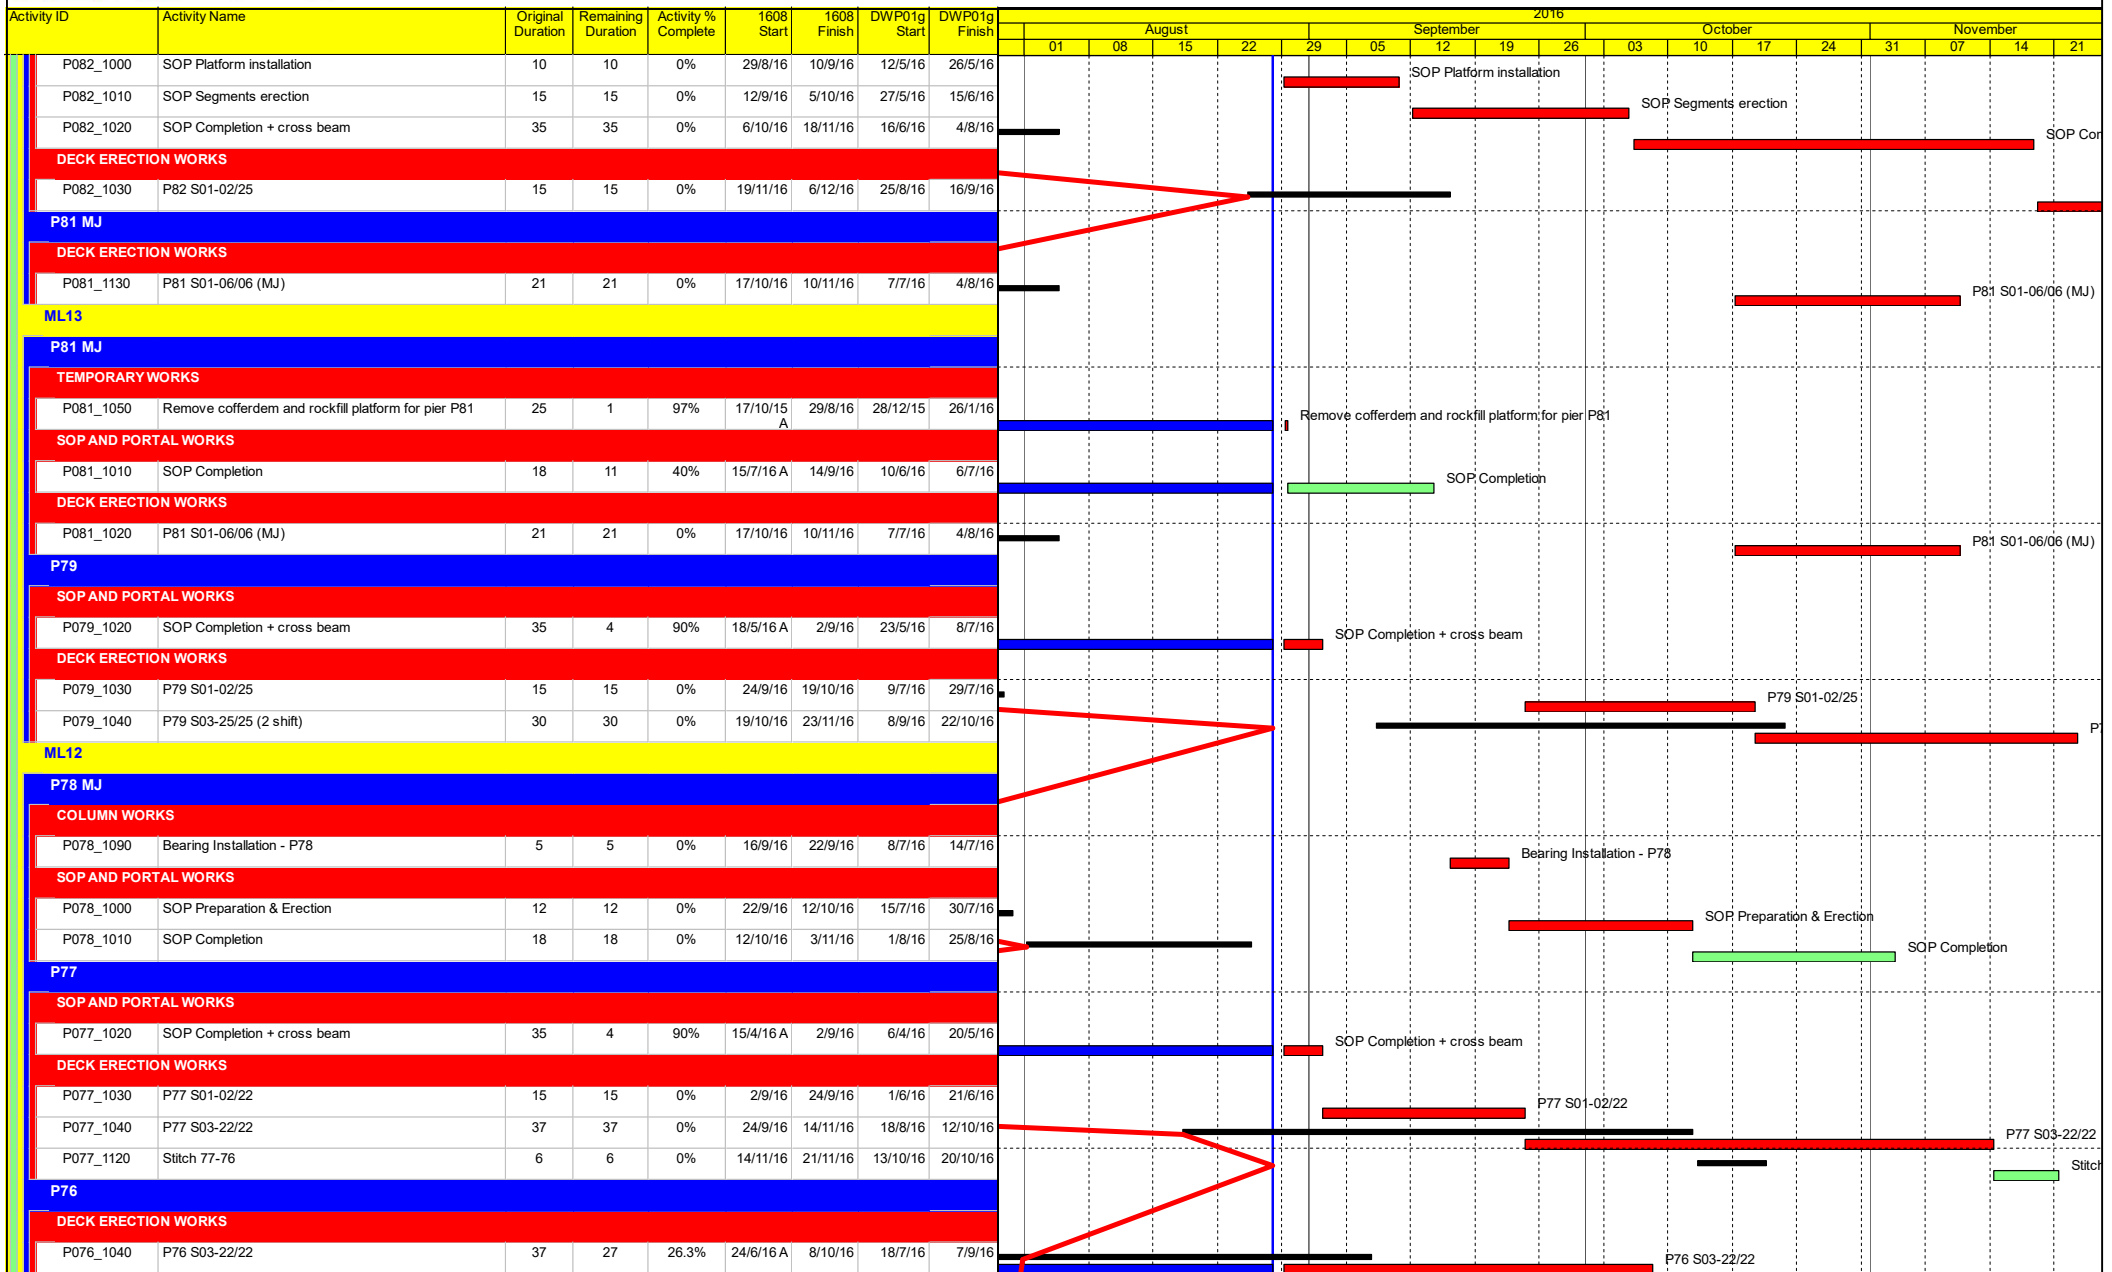 Activity ID Activity Name Original Duration Remaining Duration Activity % Complete 1608 Start 1608 Finish DWP01g Start DWP01g Finish
2016
August September October November
01 08 15 22 29 05 12 19 26 03 10 17 24 31 07 14 21
P082_1000 SOP Platform installation 10 10 0% 29/8/16 10/9/16 12/5/16 26/5/16 SOP Platform installation
P082_1010 SOP Segments erection 15 15 0% 12/9/16 5/10/16 27/5/16 15/6/16 SOP Segments erection
P082_1020 SOP Completion + cross beam 35 35 0% 6/10/16 18/11/16 16/6/16 4/8/16 SOP Cor
DECK ERECTION WORKS
P082_1030 P82 S01-02/25 15 15 0% 19/11/16 6/12/16 25/8/16 16/9/16
P81 MJ
DECK ERECTION WORKS
P081_1130 P81 S01-06/06 (MJ) 21 21 0% 17/10/16 10/11/16 7/7/16 4/8/16 P81 S01-06/06 (MJ)
ML13
P81 MJ
TEMPORARY WORKS
P081_1050 Remove cofferdem and rockfill platform for pier P81 25 1 97% 17/10/15 A 29/8/16 28/12/15 26/1/16 Remove cofferdem and rockfill platform for pier P81
SOP AND PORTAL WORKS
P081_1010 SOP Completion 18 11 40% 15/7/16 A 14/9/16 10/6/16 6/7/16 SOP Completion
DECK ERECTION WORKS
P081_1020 P81 S01-06/06 (MJ) 21 21 0% 17/10/16 10/11/16 7/7/16 4/8/16 P81 S01-06/06 (MJ)
P79
SOP AND PORTAL WORKS
P079_1020 SOP Completion + cross beam 35 4 90% 18/5/16 A 2/9/16 23/5/16 8/7/16 SOP Completion + cross beam
DECK ERECTION WORKS
P079_1030 P79 S01-02/25 15 15 0% 24/9/16 19/10/16 9/7/16 29/7/16 P79 S01-02/25
P079_1040 P79 S03-25/25 (2 shift) 30 30 0% 19/10/16 23/11/16 8/9/16 22/10/16 P7
ML12
P78 MJ
COLUMN WORKS
P078_1090 Bearing Installation - P78 5 5 0% 16/9/16 22/9/16 8/7/16 14/7/16 Bearing Installation - P78
SOP AND PORTAL WORKS
P078_1000 SOP Preparation & Erection 12 12 0% 22/9/16 12/10/16 15/7/16 30/7/16 SOP Preparation & Erection
P078_1010 SOP Completion 18 18 0% 12/10/16 3/11/16 1/8/16 25/8/16 SOP Completion
P77
SOP AND PORTAL WORKS
P077_1020 SOP Completion + cross beam 35 4 90% 15/4/16 A 2/9/16 6/4/16 20/5/16 SOP Completion + cross beam
DECK ERECTION WORKS
P077_1030 P77 S01-02/22 15 15 0% 2/9/16 24/9/16 1/6/16 21/6/16 P77 S01-02/22
P077_1040 P77 S03-22/22 37 37 0% 24/9/16 14/11/16 18/8/16 12/10/16 P77 S03-22/22
P077_1120 Stitch 77-76 6 6 0% 14/11/16 21/11/16 13/10/16 20/10/16 Stitch
P76
DECK ERECTION WORKS
P076_1040 P76 S03-22/22 37 27 26.3% 24/6/16 A 8/10/16 18/7/16 7/9/16 P76 S03-22/22